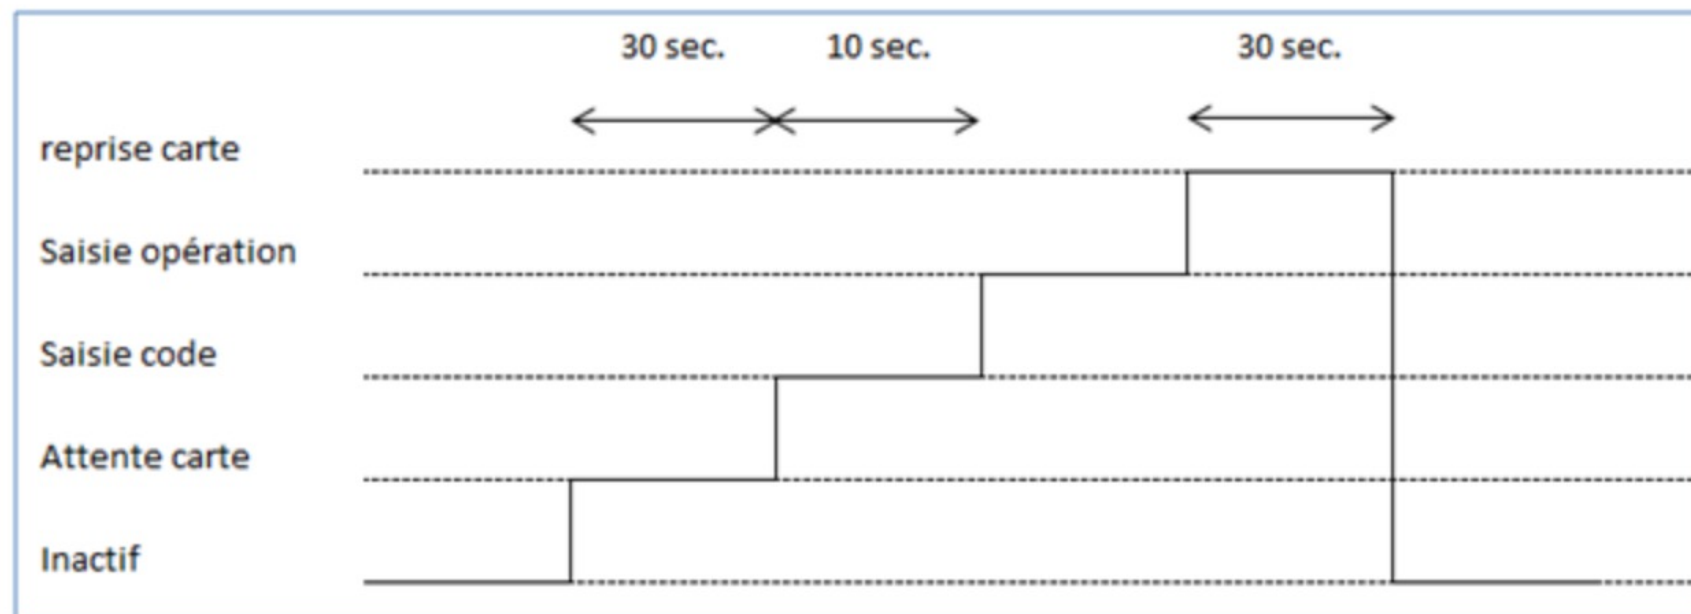 30 sec.
10 sec.
30 sec.
reprise carte
Saisie opération
Saisie code
Attente carte
Inactif